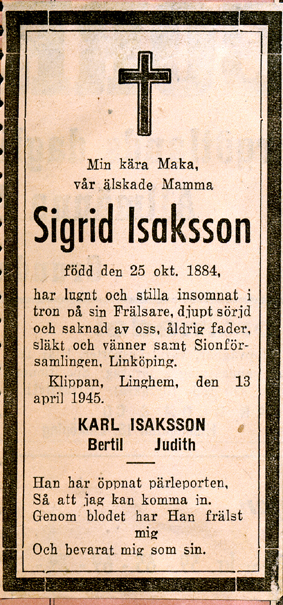 Min kära Maka,
vår älskade Mamma
Sigrid Isaksson
född den 25 okt. 1884,
har lugnt och stilla insomnat i
tron på sin Frälsare, djupt sörjd
och saknad av oss, åldrig fader,
släkt och vänner samt Sionför-
samlingen, Linköping.
Klippan, Linghem, den 13
april 1945.
KARL ISAKSSON
Bertil Judith
Han har öppnat pärleporten,
Så att jag kan komma in.
Genom blodet har Han frälst
mig
Och bevarat mig som sin.